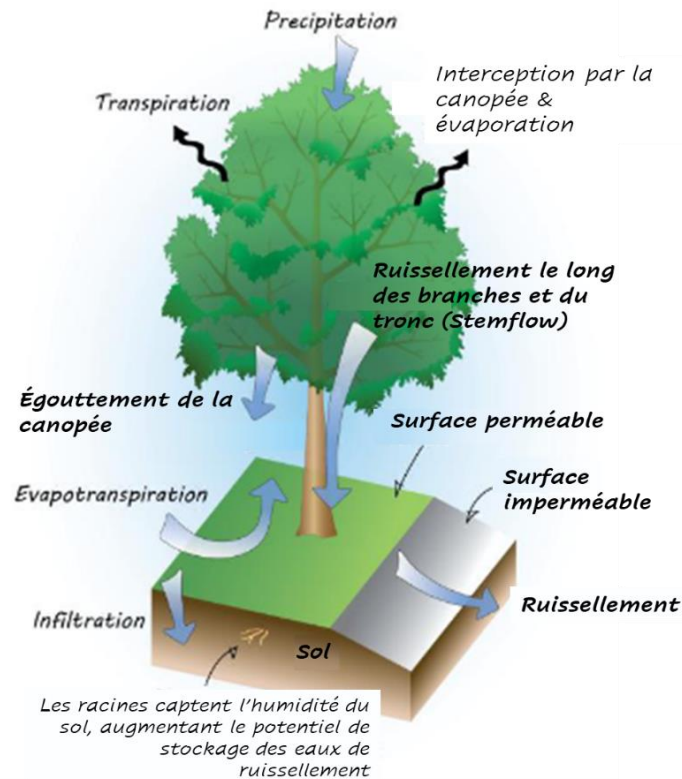 Precipitation
Interception par la
canopée &
évaporation
Transpiration
Ruissellement le long
des branches et du
tronc (Stemflow)
Égouttement de la
canopée
Surface perméable
Surface
imperméable
Evapotranspiration
Ruissellement
Infiltration
Sol
Les racines captent l'humidité du
sol, augmentant le potentiel de
stockage des eaux de
ruissellement